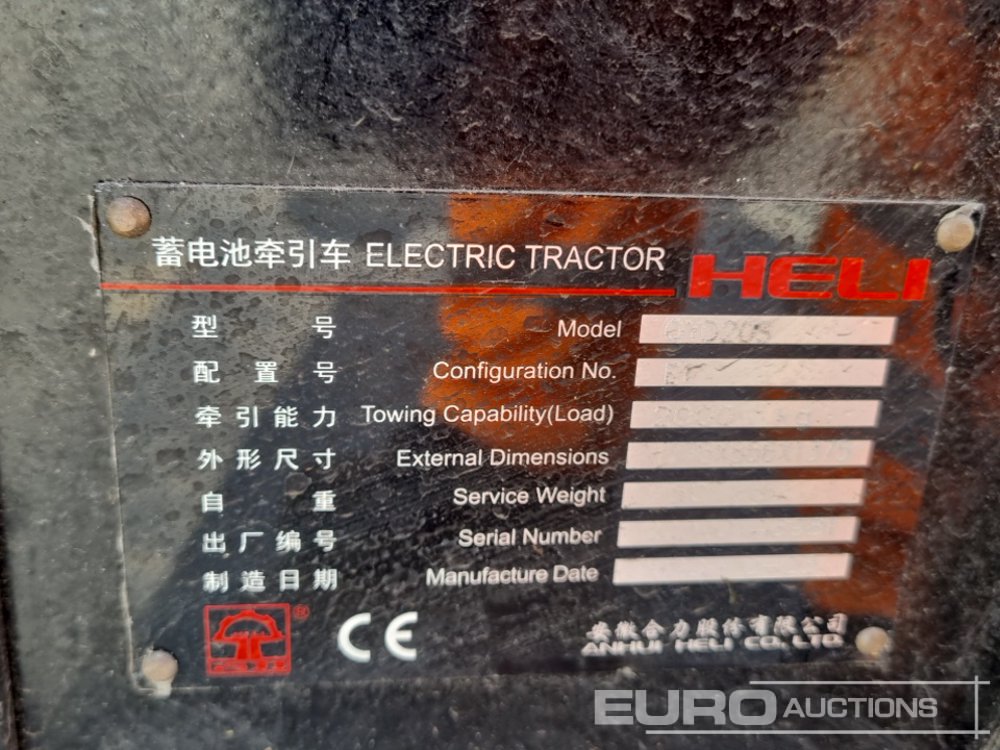 蓄电池牵引车 ELECTRIC TRACTOR HELI
型 号 Model
配 置 号 Configuration No.
牵引能力 Towing Capability(Load)
外形尺寸 External Dimensions
自 重 Service Weight
出厂编号 Serial Number
制造日期 Manufacture Date
® CE
安徽合力股份有限公司
ANHUI HELI CO., LTD.
EURO AUCTIONS